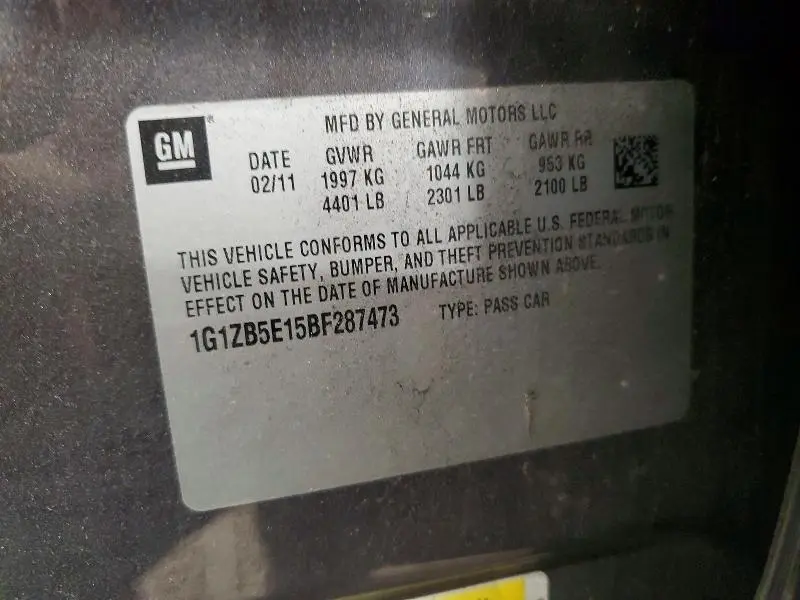 GM®
MFD BY GENERAL MOTORS LLC
DATE GVWR GAWR FRT GAWR RR
02/11 1997 KG 1044 KG 953 KG
4401 LB 2301 LB 2100 LB
THIS VEHICLE CONFORMS TO ALL APPLICABLE U.S. FEDERAL MOTOR
VEHICLE SAFETY, BUMPER, AND THEFT PREVENTION STANDARDS IN
EFFECT ON THE DATE OF MANUFACTURE SHOWN ABOVE.
1G1ZB5E15BF287473 TYPE: PASS CAR